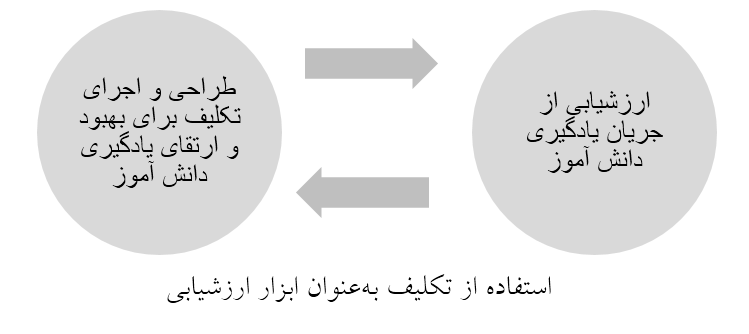 ارزشیابی از
جریان یادگیری
دانش آموز
طراحی و اجرای
تکلیف برای بهبود
و ارتقای یادگیری
دانش آموز
استفاده از تکلیف به‌عنوان ابزار ارزشیابی